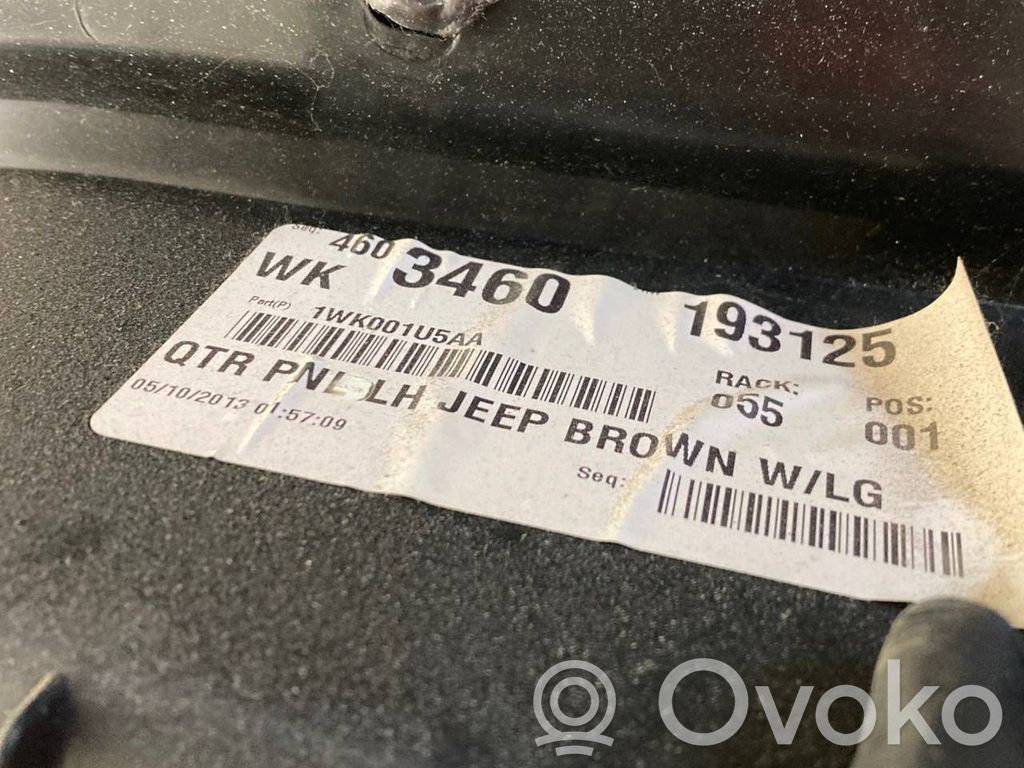 Seq: 460 3460 193125
WK
Part(P) 1WK001U5AA
RACK: 055
POS: 001
QTR PNL LH JEEP BROWN W/LG
05/10/2013 01:57:09
Seq:
Ovoko